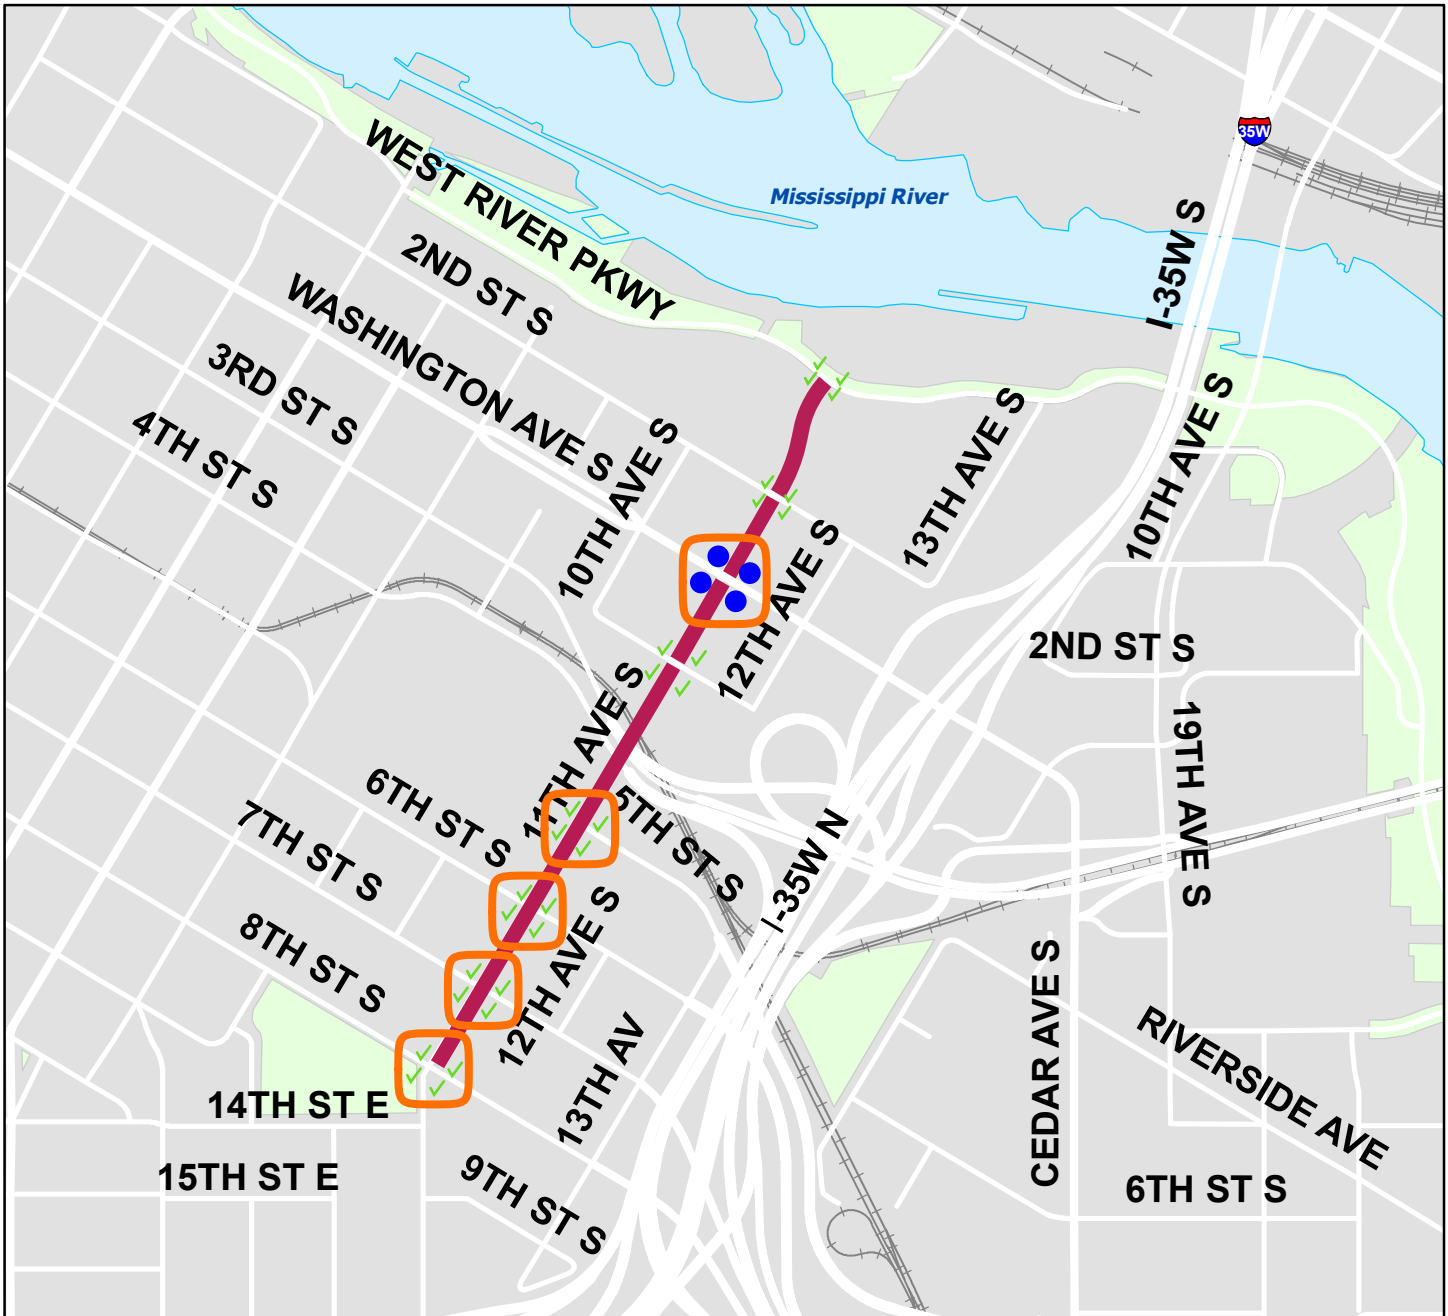 35W
Mississippi River
I-35W S
WEST RIVER PKWY
2ND ST S
WASHINGTON AVE S
3RD ST S
4TH ST S
10TH AVE S
13TH AVE S
10TH AVE S
12TH AVE S
2ND ST S
11TH AVE S
19TH AVE S
6TH ST S
5TH ST S
7TH ST S
I-35W N
8TH ST S
12TH AVE S
CEDAR AVE S
13TH AV
RIVERSIDE AVE
14TH ST E
15TH ST E
9TH ST S
6TH ST S